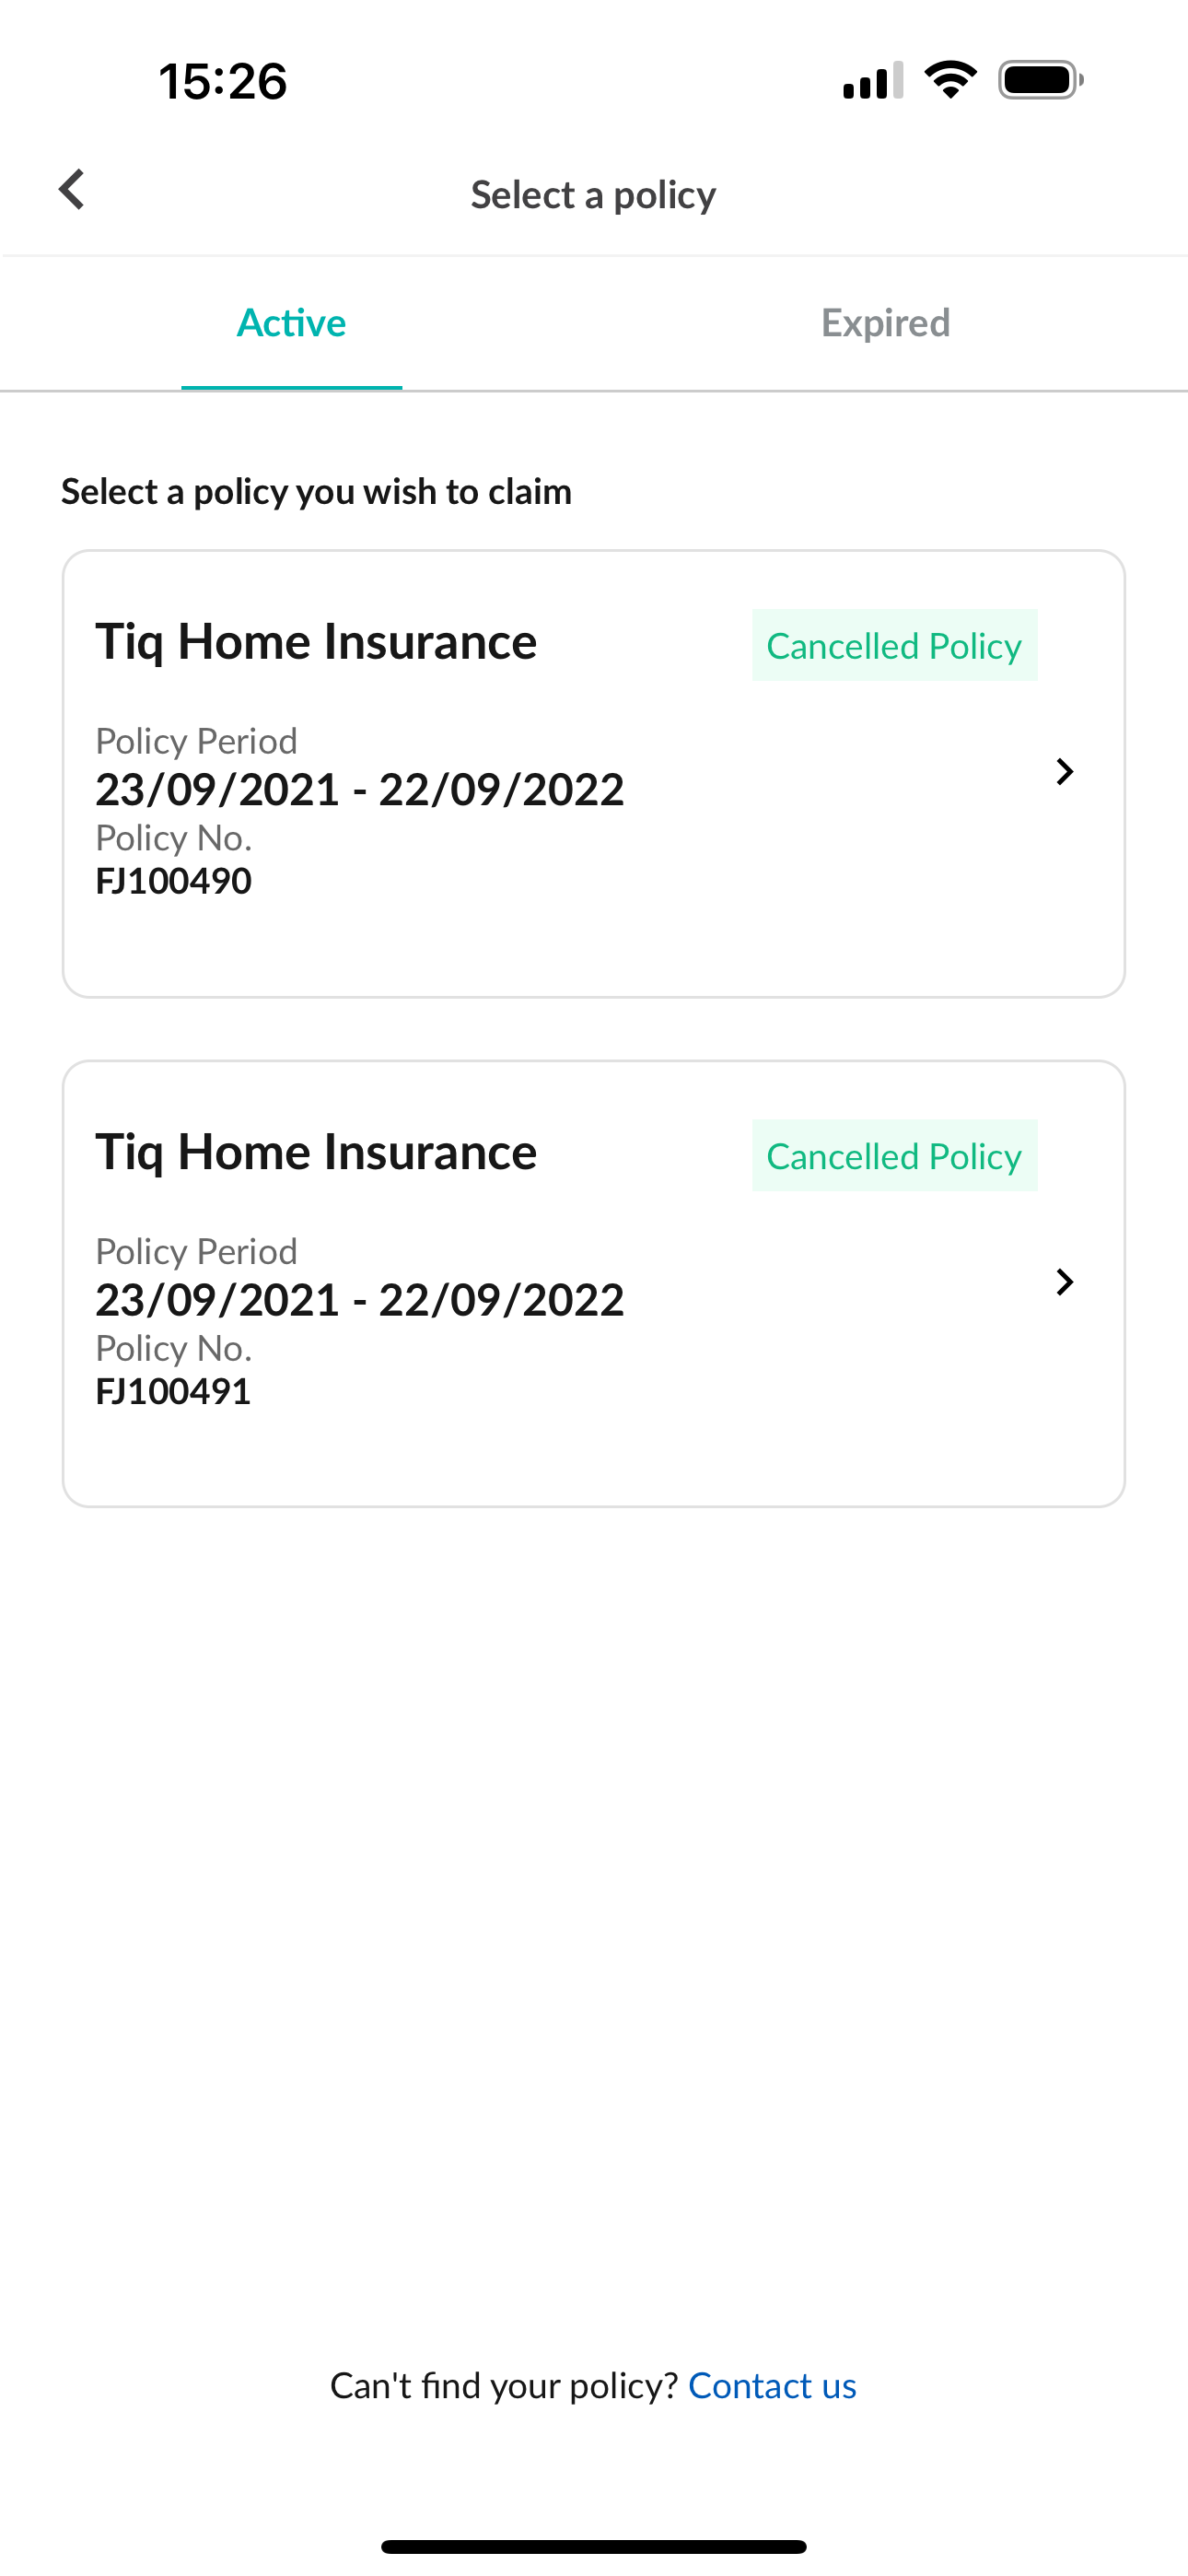 15:26
Select a policy
Active
Expired
Select a policy you wish to claim
Tiq Home Insurance
Cancelled Policy
Policy Period
23/09/2021 - 22/09/2022
Policy No.
FJ100490
Tiq Home Insurance
Cancelled Policy
Policy Period
23/09/2021 - 22/09/2022
Policy No.
FJ100491
Can't find your policy? Contact us